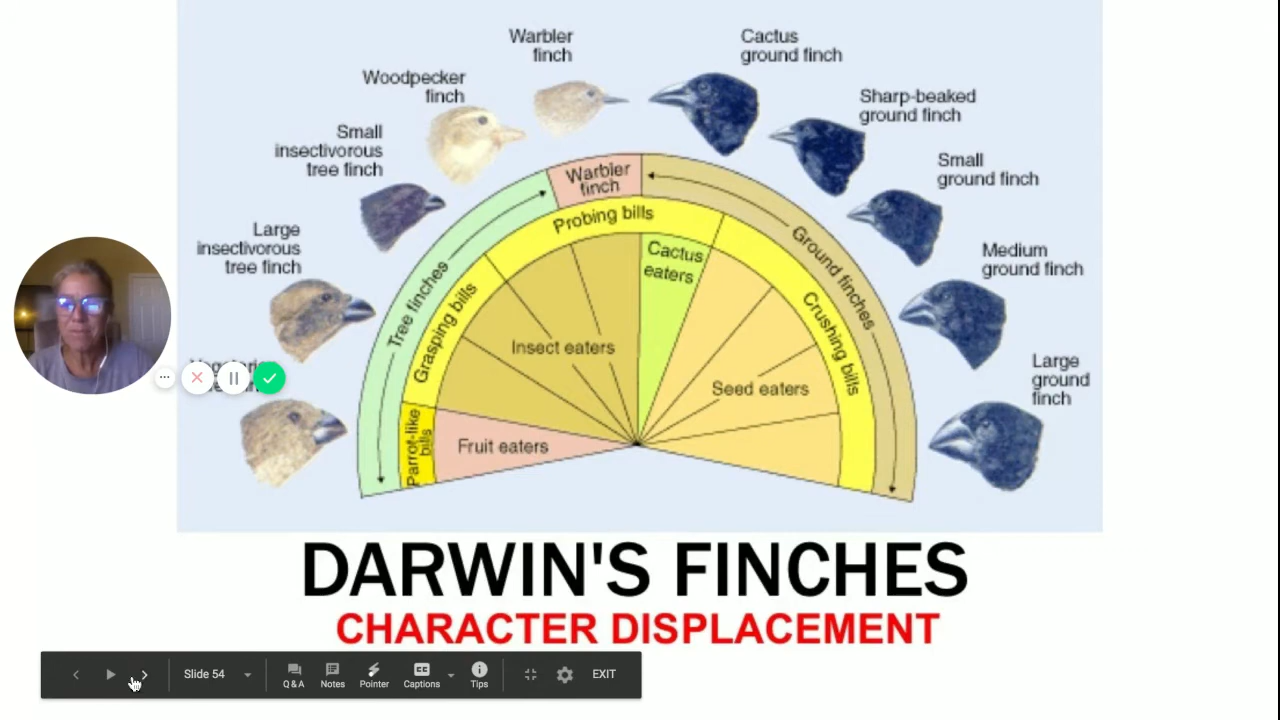 Warbler
finch
Cactus
ground finch
Woodpecker
finch
Sharp-beaked
ground finch
Small
insectivorous
tree finch
Small
ground finch
Large
insectivorous
tree finch
Medium
ground finch
Large
ground
finch
Warbler
finch
Tree finches
Ground finches
Probing bills
Grasping bills
Crushing bills
Parrot-like
bills
Cactus
eaters
Insect eaters
Seed eaters
Fruit eaters
DARWIN'S FINCHES
CHARACTER DISPLACEMENT
Slide 54
Q & A
Notes
Pointer
Captions
Tips
EXIT